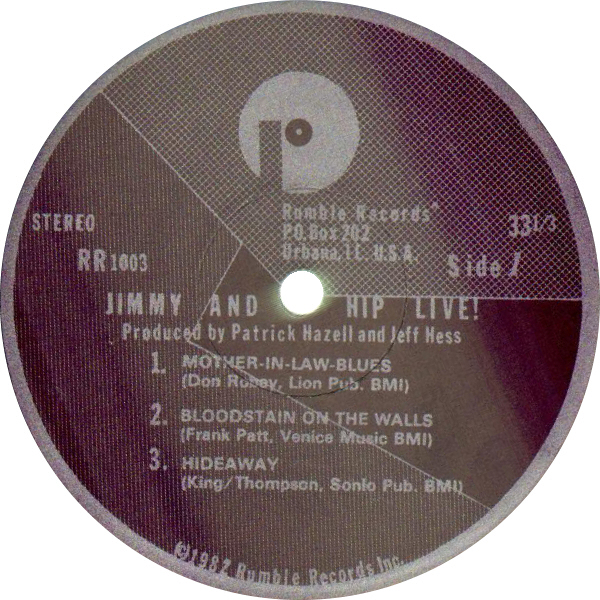 Rumble Records
P.O. Box 202
Urbana, IL. U.S.A.
STEREO
33 1/3
RR1003
Side 1
JIMMY AND HIP LIVE!
Produced by Patrick Hazell and Jeff Hess
1. MOTHER-IN-LAW-BLUES
(Don Robey, Lion Pub. BMI)
2. BLOODSTAIN ON THE WALLS
(Frank Patt, Venice Music BMI)
3. HIDEAWAY
(King/Thompson, Sonlo Pub. BMI)
©1982 Rumble Records Inc.